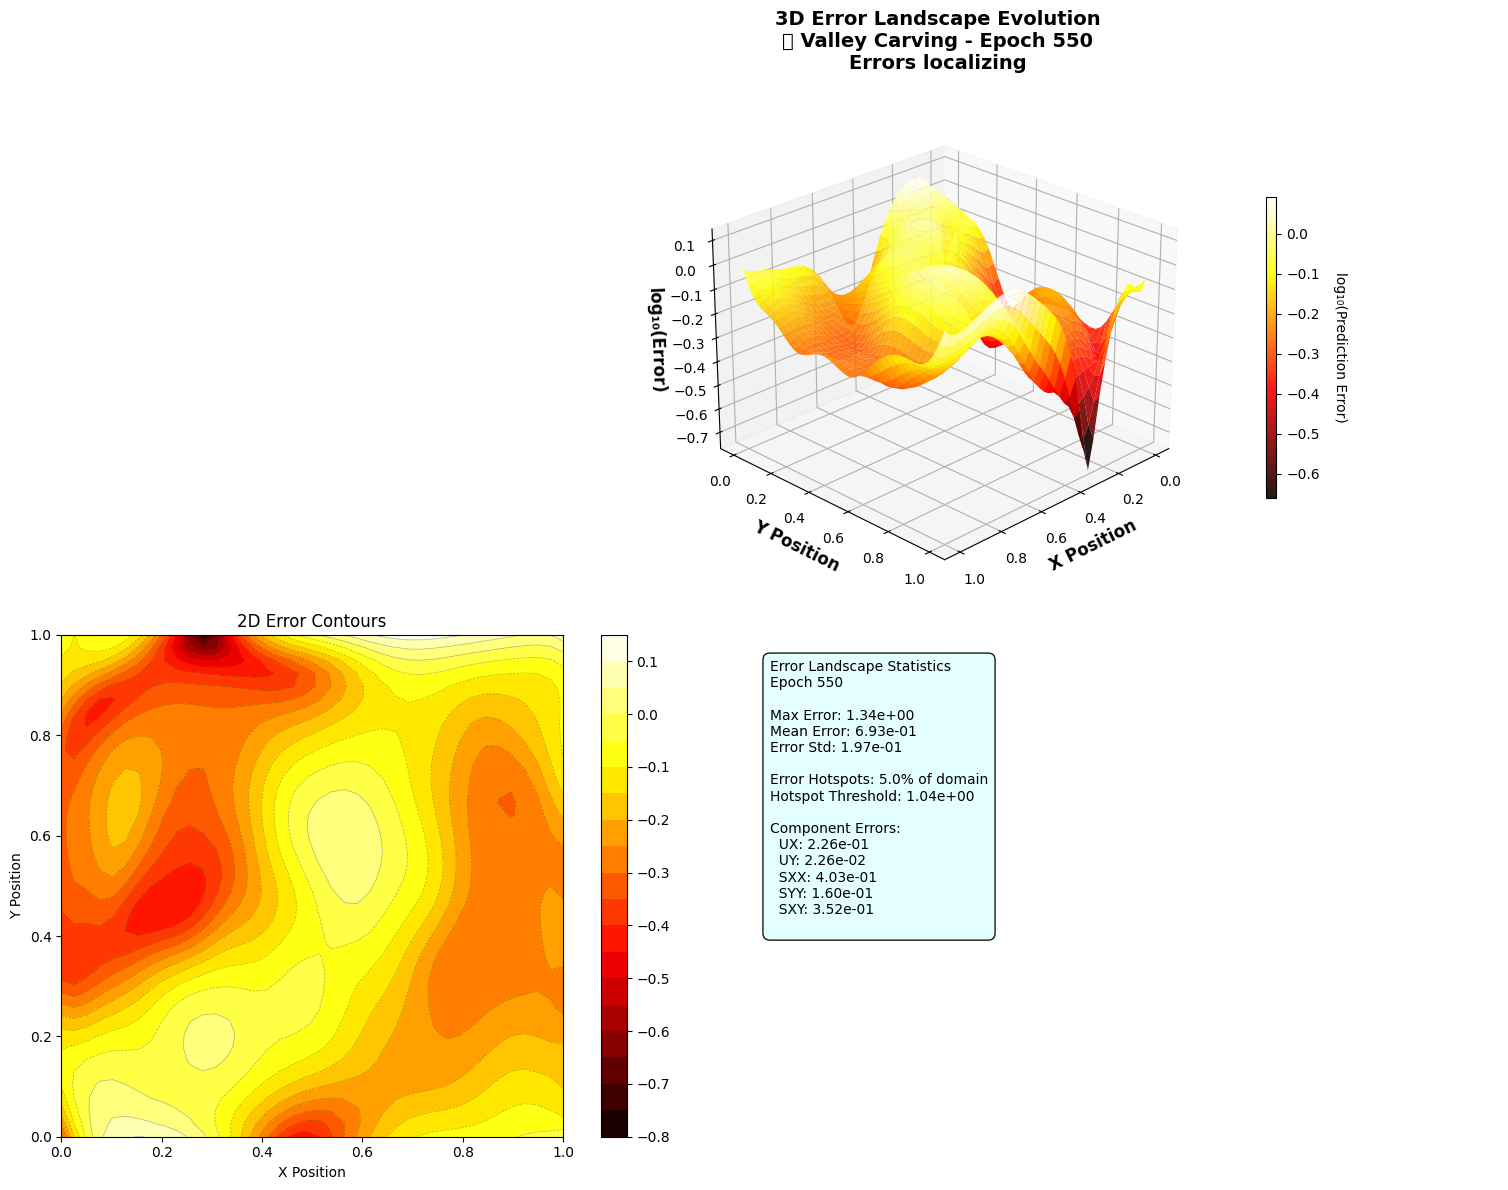 3D Error Landscape Evolution
▯ Valley Carving - Epoch 550
Errors localizing
0.1
0.0
−0.1
−0.2
−0.3
−0.4
−0.5
−0.6
−0.7
log₁₀(Error)
0.0
0.2
0.4
0.6
0.8
1.0
Y Position
1.0
0.8
0.6
0.4
0.2
0.0
X Position
0.0
−0.1
−0.2
−0.3
−0.4
−0.5
−0.6
log₁₀(Prediction Error)
2D Error Contours
1.0
0.8
0.6
0.4
0.2
0.0
Y Position
0.0
0.2
0.4
0.6
0.8
1.0
X Position
0.1
0.0
−0.1
−0.2
−0.3
−0.4
−0.5
−0.6
−0.7
−0.8
Error Landscape Statistics
Epoch 550
Max Error: 1.34e+00
Mean Error: 6.93e-01
Error Std: 1.97e-01
Error Hotspots: 5.0% of domain
Hotspot Threshold: 1.04e+00
Component Errors:
UX: 2.26e-01
UY: 2.26e-02
SXX: 4.03e-01
SYY: 1.60e-01
SXY: 3.52e-01